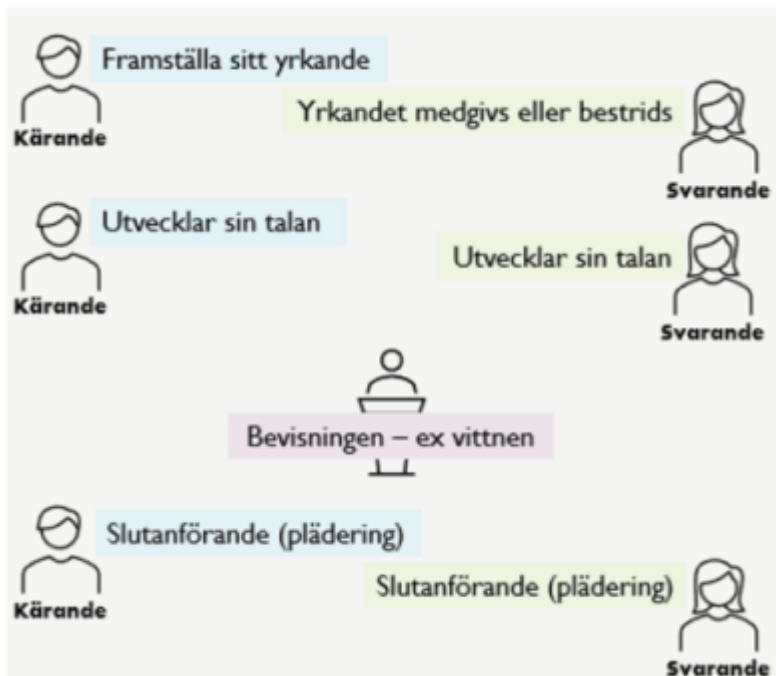 Framställa sitt yrkande
Kärande
Yrkandet medgivs eller bestrids
Svarande
Utvecklar sin talan
Kärande
Utvecklar sin talan
Svarande
Bevisningen – ex vittnen
Slutanförande (plädering)
Kärande
Slutanförande (plädering)
Svarande